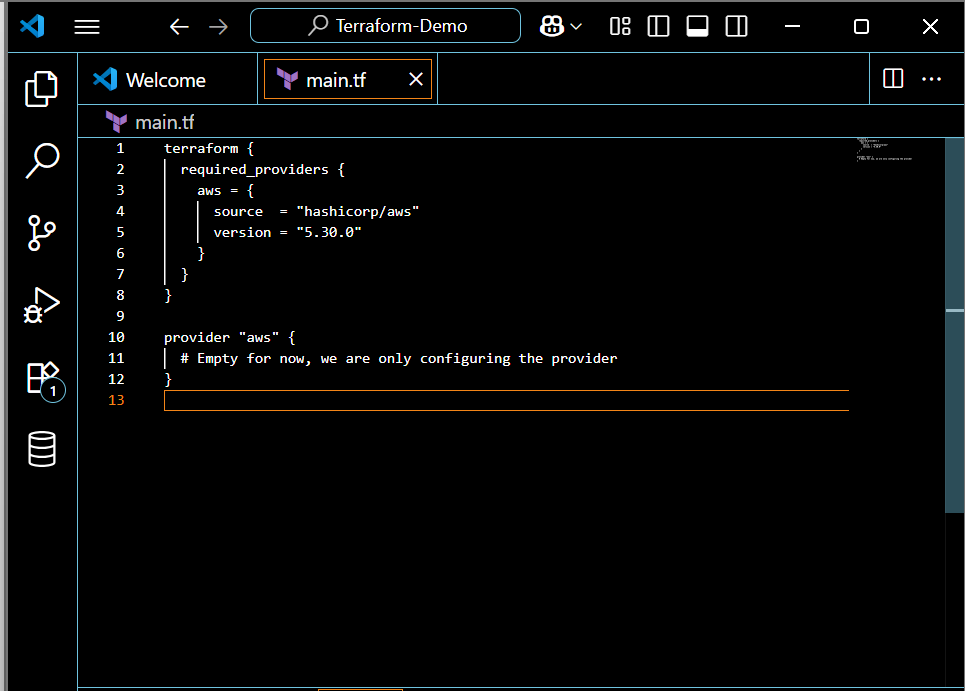 Terraform-Demo
Welcome
main.tf
main.tf
1 terraform {
2   required_providers {
3     aws = {
4       source  = "hashicorp/aws"
5       version = "5.30.0"
6     }
7   }
8 }
9
10 provider "aws" {
11   # Empty for now, we are only configuring the provider
12 }
13
1